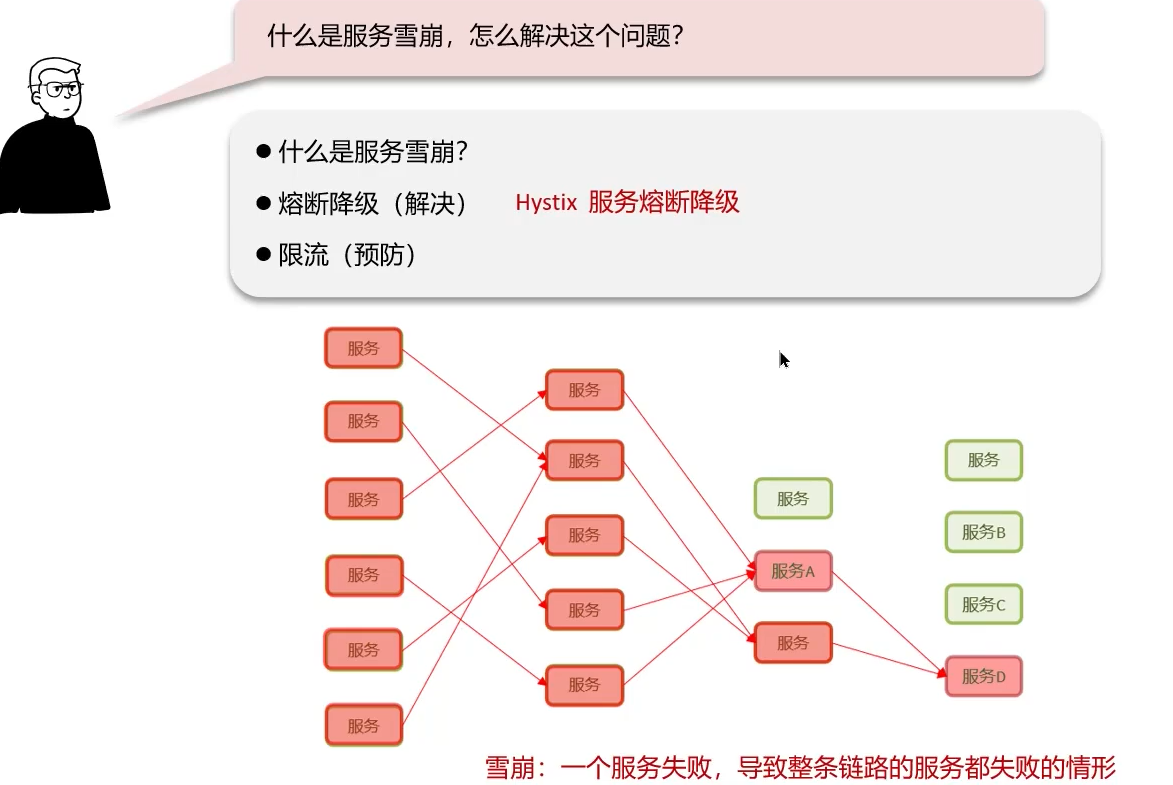 什么是服务雪崩，怎么解决这个问题？
● 什么是服务雪崩？
● 熔断降级（解决） Hystix 服务熔断降级
● 限流（预防）
服务
服务
服务
服务
服务
服务
服务
服务
服务
服务
服务
服务
服务A
服务
服务
服务B
服务C
服务D
雪崩：一个服务失败，导致整条链路的服务都失败的情形